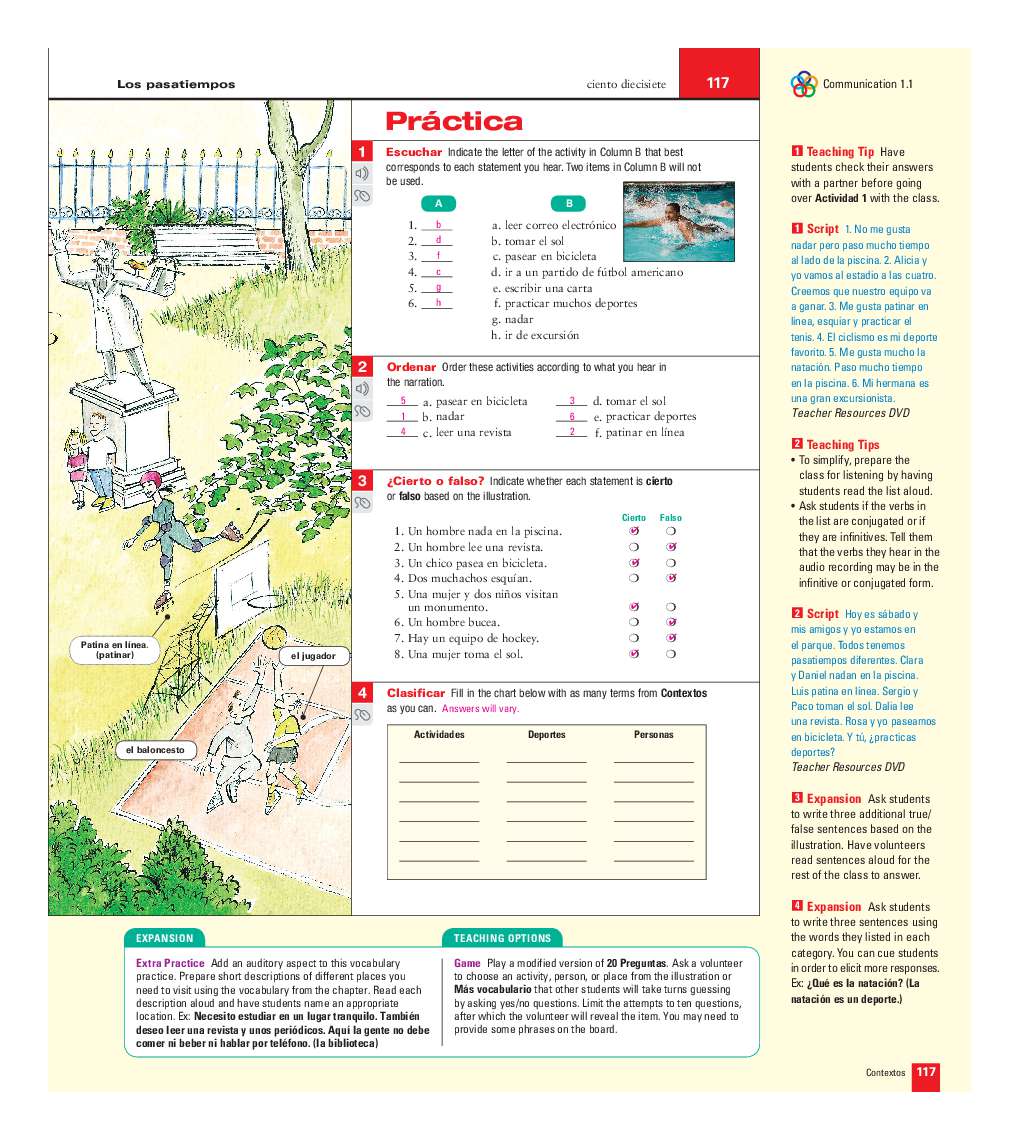 Los pasatiempos
ciento diecisiete
117
Práctica
1 Escuchar Indicate the letter of the activity in Column B that best
corresponds to each statement you hear. Two items in Column B will not
be used.
A
B
1. b
2. d
3. f
4. c
5. g
6. h
a. leer correo electrónico
b. tomar el sol
c. pasear en bicicleta
d. ir a un partido de fútbol americano
e. escribir una carta
f. practicar muchos deportes
g. nadar
h. ir de excursión
2 Ordenar Order these activities according to what you hear in
the narration.
5 a. pasear en bicicleta
1 b. nadar
4 c. leer una revista
3 d. tomar el sol
6 e. practicar deportes
2 f. patinar en línea
3 ¿Cierto o falso? Indicate whether each statement is cierto
or falso based on the illustration.
Cierto Falso
1. Un hombre nada en la piscina.
2. Un hombre lee una revista.
3. Un chico pasea en bicicleta.
4. Dos muchachos esquían.
5. Una mujer y dos niños visitan
un monumento.
6. Un hombre bucea.
7. Hay un equipo de hockey.
8. Una mujer toma el sol.
4 Clasificar Fill in the chart below with as many terms from Contextos
as you can. Answers will vary.
Actividades Deportes Personas
Patina en línea.
(patinar)
el jugador
el baloncesto
Communication 1.1
1 Teaching Tip Have
students check their answers
with a partner before going
over Actividad 1 with the class.
1 Script 1. No me gusta
nadar pero paso mucho tiempo
al lado de la piscina. 2. Alicia y
yo vamos al estadio a las cuatro.
Creemos que nuestro equipo va
a ganar. 3. Me gusta patinar en
línea, esquiar y practicar el
tenis. 4. El ciclismo es mi deporte
favorito. 5. Me gusta mucho la
natación. Paso mucho tiempo
en la piscina. 6. Mi hermana es
una gran excursionista.
Teacher Resources DVD
2 Teaching Tips
• To simplify, prepare the
class for listening by having
students read the list aloud.
• Ask students if the verbs in
the list are conjugated or if
they are infinitives. Tell them
that the verbs they hear in the
audio recording may be in the
infinitive or conjugated form.
2 Script Hoy es sábado y
mis amigos y yo estamos en
el parque. Todos tenemos
pasatiempos diferentes. Clara
y Daniel nadan en la piscina.
Luis patina en línea. Sergio y
Paco toman el sol. Dalia lee
una revista. Rosa y yo paseamos
en bicicleta. Y tú, ¿practicas
deportes?
Teacher Resources DVD
3 Expansion Ask students
to write three additional true/
false sentences based on the
illustration. Have volunteers
read sentences aloud for the
rest of the class to answer.
4 Expansion Ask students
to write three sentences using
the words they listed in each
category. You can cue students
in order to elicit more responses.
Ex: ¿Qué es la natación? (La
natación es un deporte.)
EXPANSION
Extra Practice Add an auditory aspect to this vocabulary
practice. Prepare short descriptions of different places you
need to visit using the vocabulary from the chapter. Read each
description aloud and have students name an appropriate
location. Ex: Necesito estudiar en un lugar tranquilo. También
deseo leer una revista y unos periódicos. Aquí la gente no debe
comer ni beber ni hablar por teléfono. (la biblioteca)
TEACHING OPTIONS
Game Play a modified version of 20 Preguntas. Ask a volunteer
to choose an activity, person, or place from the illustration or
Más vocabulario that other students will take turns guessing
by asking yes/no questions. Limit the attempts to ten questions,
after which the volunteer will reveal the item. You may need to
provide some phrases on the board.
Contextos 117